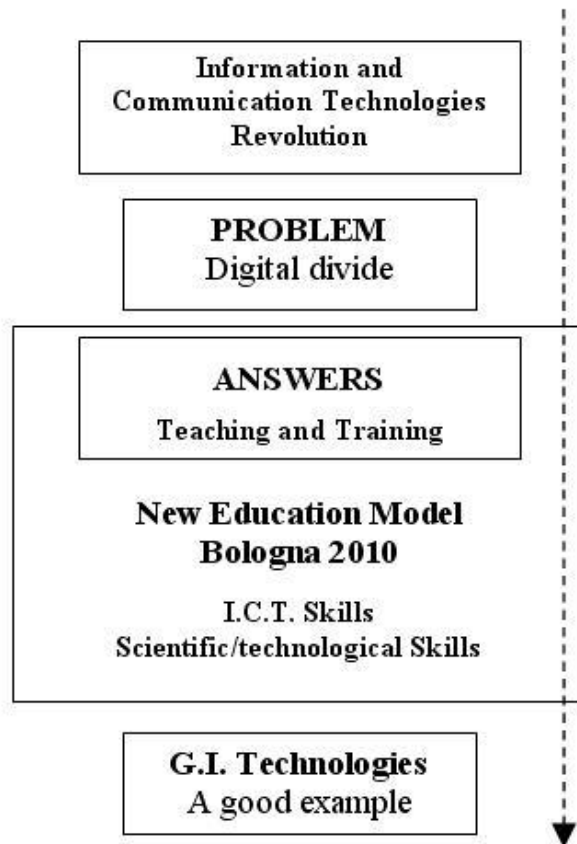 Information and
Communication Technologies
Revolution
PROBLEM
Digital divide
ANSWERS
Teaching and Training
New Education Model
Bologna 2010
I.C.T. Skills
Scientific/technological Skills
G.I. Technologies
A good example